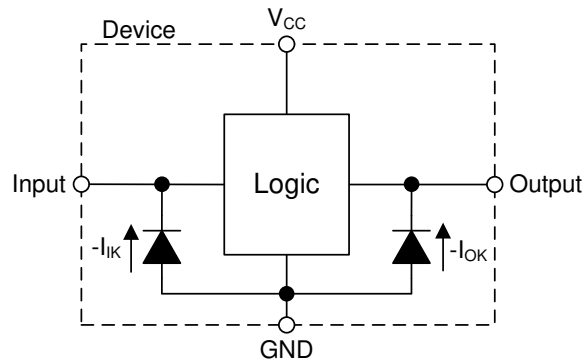 V_CC
Device
Input
Logic
Output
-I_IK
-I_OK
GND